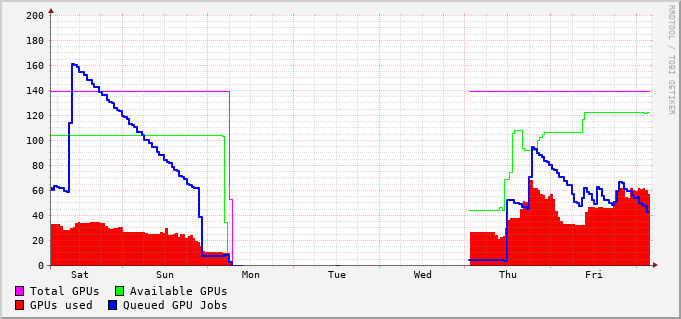 200
180
160
140
120
100
80
60
40
20
0
Sat Sun Mon Tue Wed Thu Fri
Total GPUs Available GPUs
GPUs used Queued GPU Jobs
RRDTOOL / TOBI OETIKER